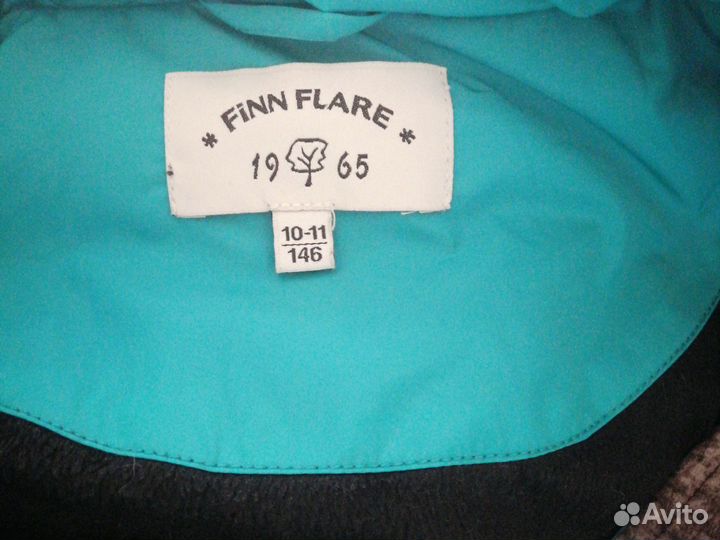 * FiNN FLARE *
19 65
10-11
146
Avito